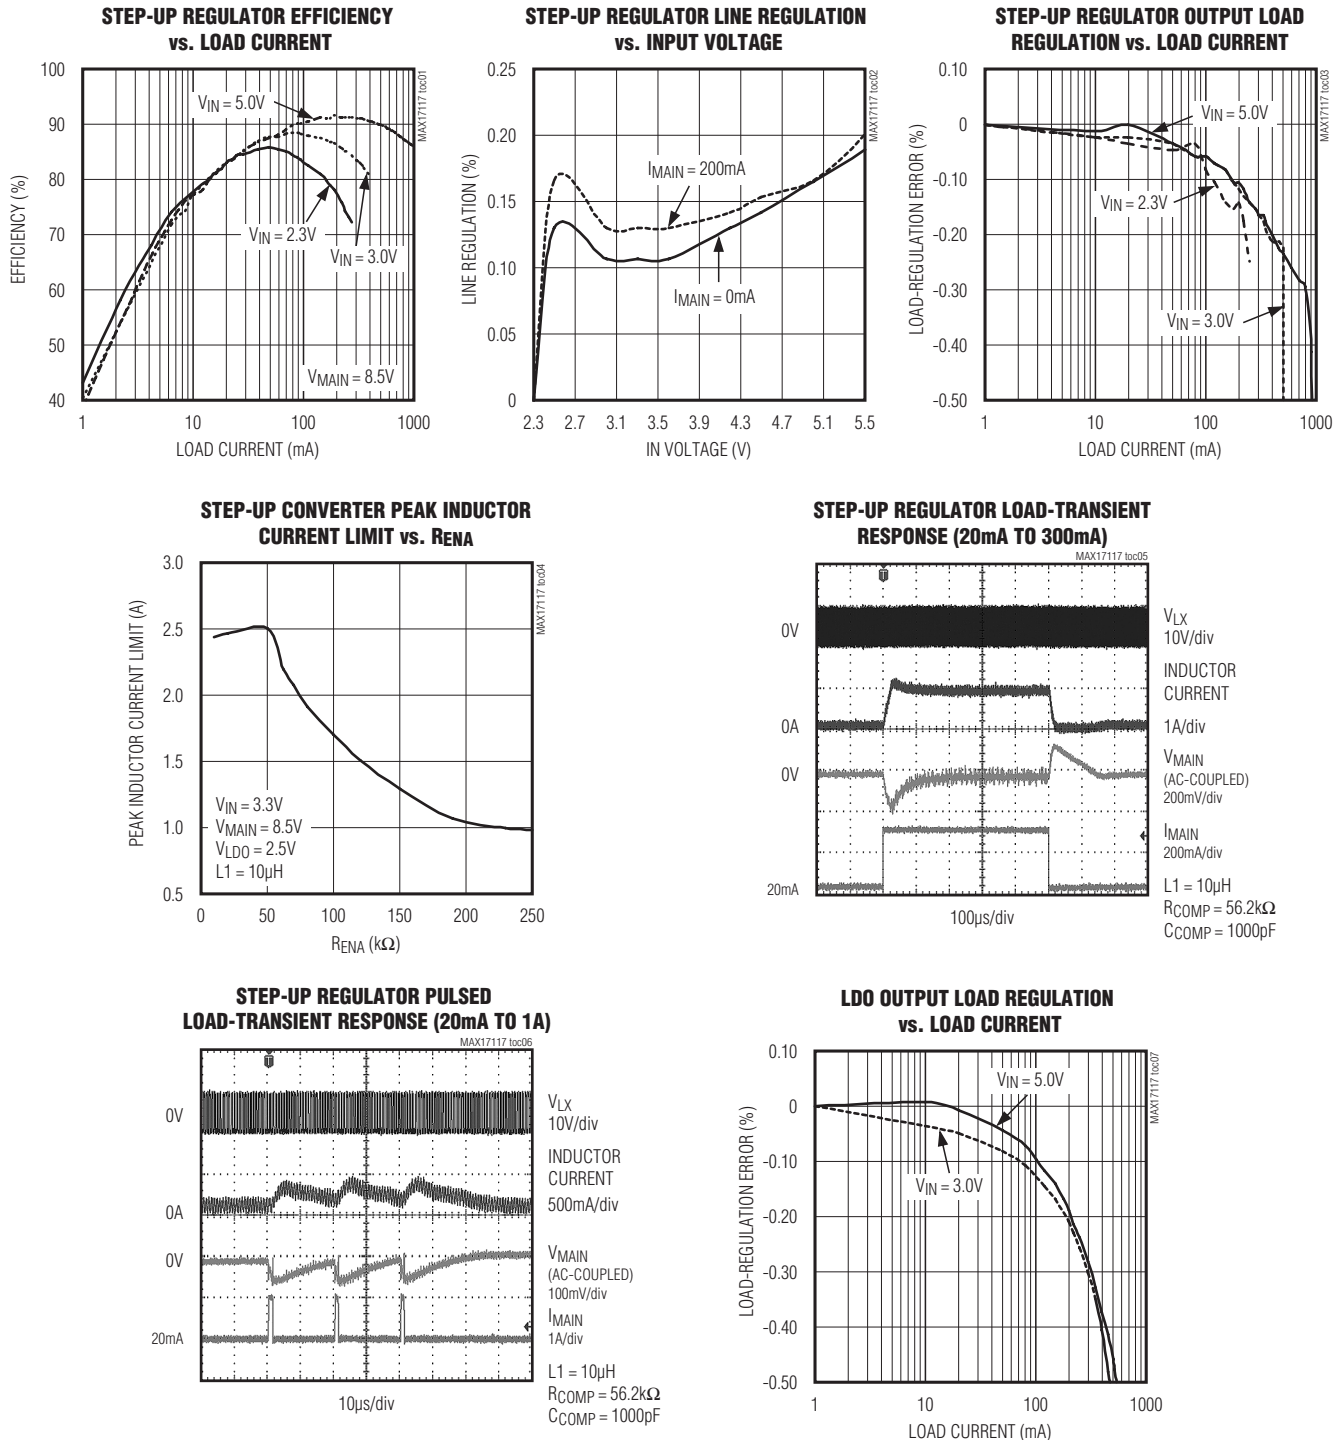 STEP-UP REGULATOR EFFICIENCY
vs. LOAD CURRENT
MAX17117 toc01
EFFICIENCY (%)
100
90
80
70
60
50
40
VIN = 5.0V
VIN = 2.3V
VIN = 3.0V
VMAIN = 8.5V
1 10 100 1000
LOAD CURRENT (mA)
STEP-UP REGULATOR LINE REGULATION
vs. INPUT VOLTAGE
MAX17117 toc02
LINE REGULATION (%)
0.25
0.20
0.15
0.10
0.05
0
IMAIN = 200mA
IMAIN = 0mA
2.3 2.7 3.1 3.5 3.9 4.3 4.7 5.1 5.5
IN VOLTAGE (V)
STEP-UP REGULATOR OUTPUT LOAD
REGULATION vs. LOAD CURRENT
MAX17117 toc03
LOAD-REGULATION ERROR (%)
0.10
0
-0.10
-0.20
-0.30
-0.40
-0.50
VIN = 5.0V
VIN = 2.3V
VIN = 3.0V
1 10 100 1000
LOAD CURRENT (mA)
STEP-UP CONVERTER PEAK INDUCTOR
CURRENT LIMIT vs. RENA
MAX17117 toc04
PEAK INDUCTOR CURRENT LIMIT (A)
3.0
2.5
2.0
1.5
1.0
0.5
VIN = 3.3V
VMAIN = 8.5V
VLDO = 2.5V
L1 = 10µH
0 50 100 150 200 250
RENA (kΩ)
STEP-UP REGULATOR LOAD-TRANSIENT
RESPONSE (20mA TO 300mA)
MAX17117 toc05
T
0V
0A
0V
20mA
VLX
10V/div
INDUCTOR
CURRENT
1A/div
VMAIN
(AC-COUPLED)
200mV/div
IMAIN
200mA/div
L1 = 10µH
RCOMP = 56.2kΩ
CCOMP = 1000pF
100µs/div
STEP-UP REGULATOR PULSED
LOAD-TRANSIENT RESPONSE (20mA TO 1A)
MAX17117 toc06
T
0V
0A
0V
20mA
VLX
10V/div
INDUCTOR
CURRENT
500mA/div
VMAIN
(AC-COUPLED)
100mV/div
IMAIN
1A/div
L1 = 10µH
RCOMP = 56.2kΩ
CCOMP = 1000pF
10µs/div
LDO OUTPUT LOAD REGULATION
vs. LOAD CURRENT
MAX17117 toc07
LOAD-REGULATION ERROR (%)
0.10
0
-0.10
-0.20
-0.30
-0.40
-0.50
VIN = 5.0V
VIN = 3.0V
1 10 100 1000
LOAD CURRENT (mA)